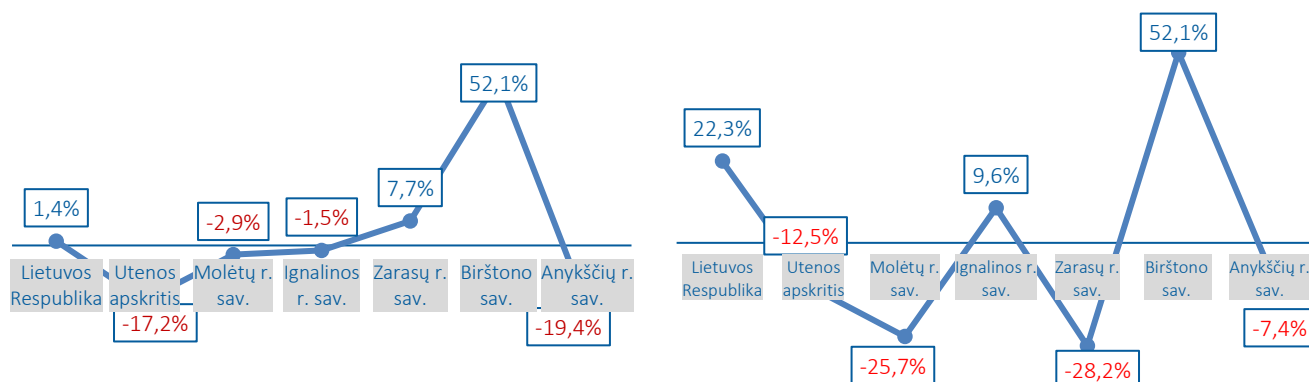 52,1%
1,4%
-2,9%
-1,5%
7,7%
Lietuvos
Respublika
Utenos
apskritis
Molėtų r.
sav.
Ignalinos
r. sav.
Zarasų r.
sav.
Birštono
sav.
Anykščių r.
sav.
-17,2%
-19,4%
52,1%
22,3%
9,6%
-12,5%
Lietuvos
Respublika
Utenos
apskritis
Molėtų r.
sav.
Ignalinos r.
sav.
Zarasų r.
sav.
Birštono
sav.
Anykščių r.
sav.
-7,4%
-25,7%
-28,2%